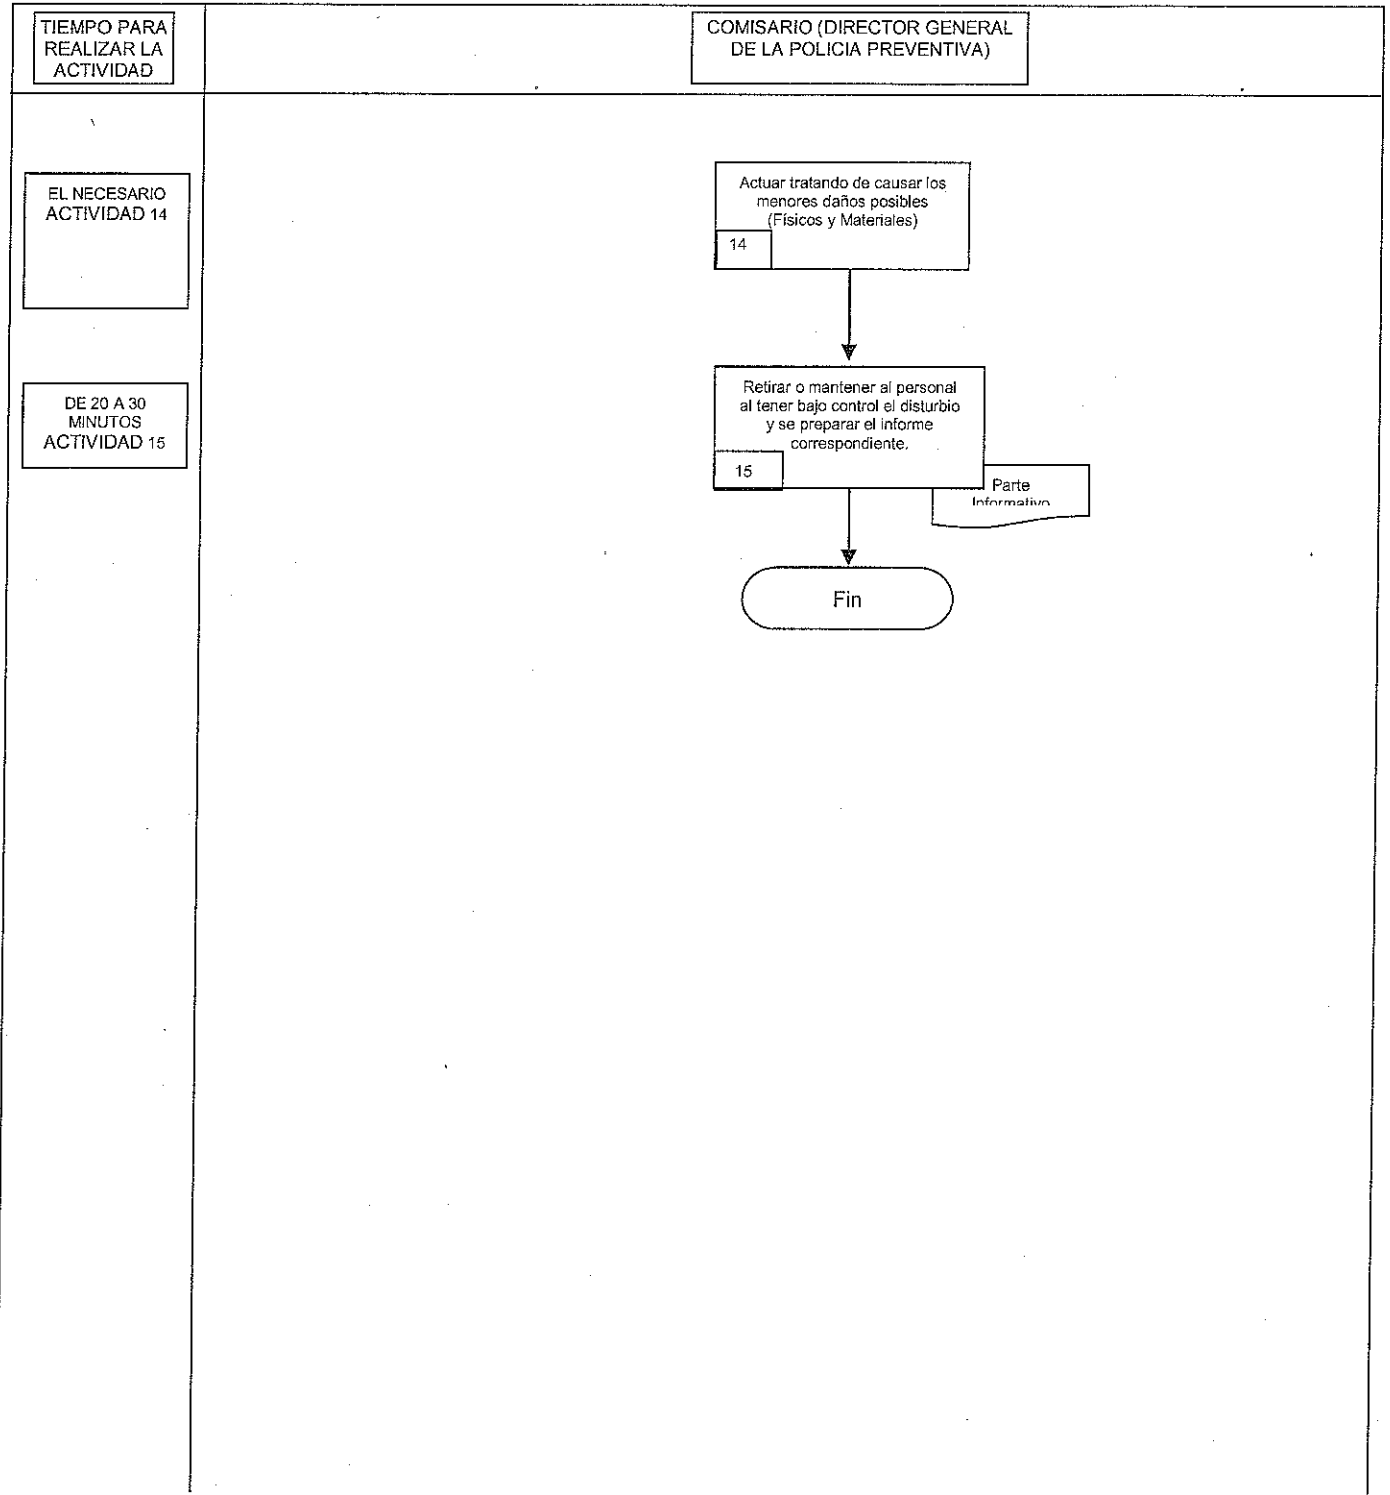 TIEMPO PARA
REALIZAR LA
ACTIVIDAD
COMISARIO (DIRECTOR GENERAL
DE LA POLICIA PREVENTIVA)
EL NECESARIO
ACTIVIDAD 14
Actuar tratando de causar los
menores daños posibles
(Físicos y Materiales)
14
DE 20 A 30
MINUTOS
ACTIVIDAD 15
Retirar o mantener al personal
al tener bajo control el disturbio
y se preparar el informe
correspondiente.
15
Parte
Informativo
Fin